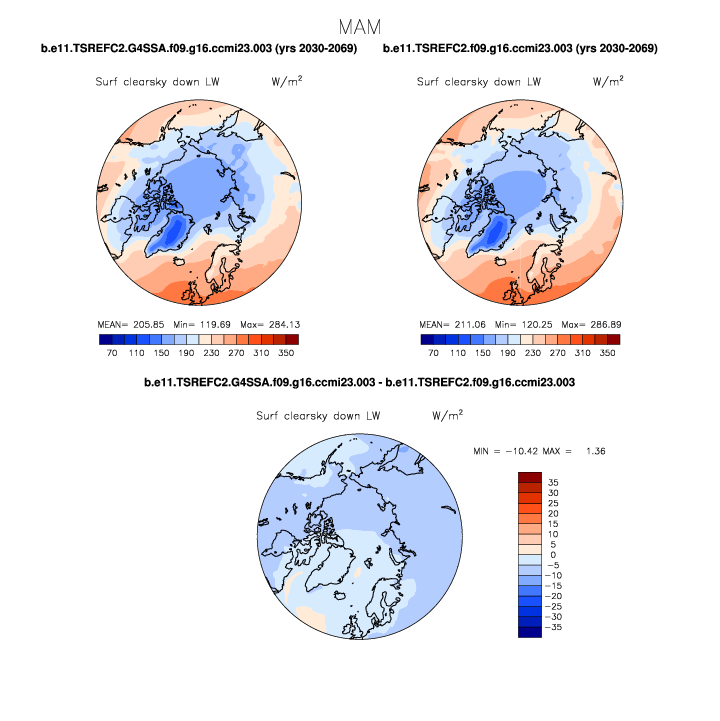 MAM
b.e11.TSREFC2.G4SSA.f09.g16.ccmi23.003 (yrs 2030-2069)
b.e11.TSREFC2.f09.g16.ccmi23.003 (yrs 2030-2069)
Surf clearsky down LW W/m²
Surf clearsky down LW W/m²
MEAN= 205.85 Min= 119.69 Max= 284.13
MEAN= 211.06 Min= 120.25 Max= 286.89
70 110 150 190 230 270 310 350
70 110 150 190 230 270 310 350
b.e11.TSREFC2.G4SSA.f09.g16.ccmi23.003 - b.e11.TSREFC2.f09.g16.ccmi23.003
Surf clearsky down LW W/m²
MIN = −10.42 MAX = 1.36
35
30
25
20
15
10
5
0
−5
−10
−15
−20
−25
−30
−35